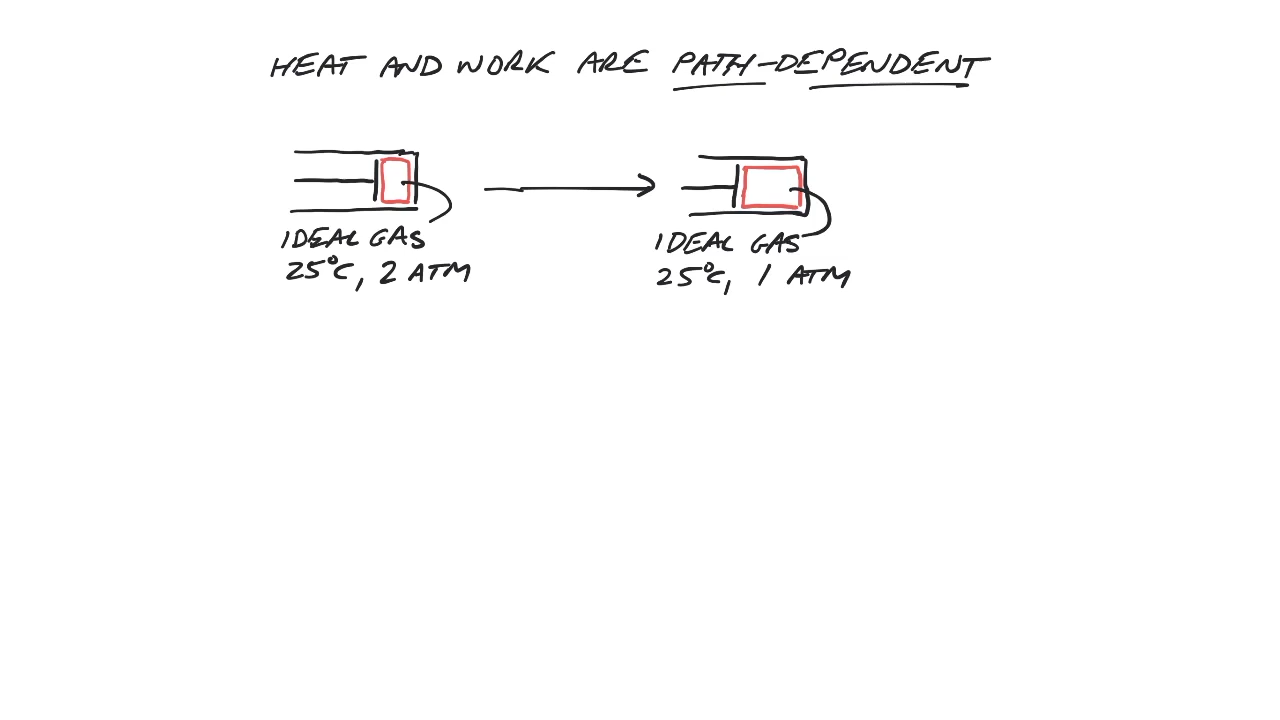 HEAT AND WORK ARE PATH-DEPENDENT
IDEAL GAS
25°C, 2 ATM
IDEAL GAS
25°C, 1 ATM